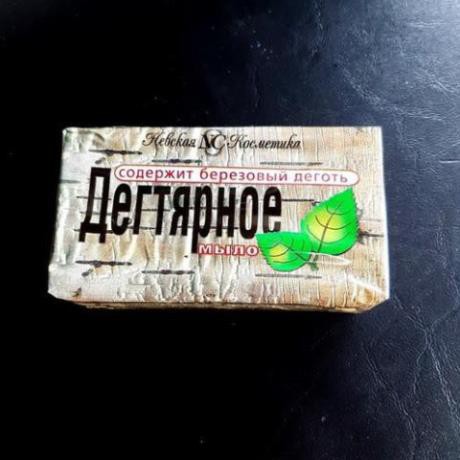 Невская NC Косметика
содержит березовый деготь
Дегтярное
мыло